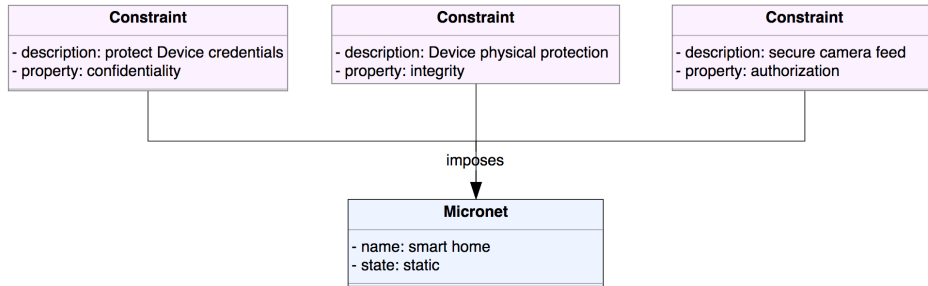 Constraint
- description: protect Device credentials
- property: confidentiality
Constraint
- description: Device physical protection
- property: integrity
Constraint
- description: secure camera feed
- property: authorization
imposes
Micronet
- name: smart home
- state: static